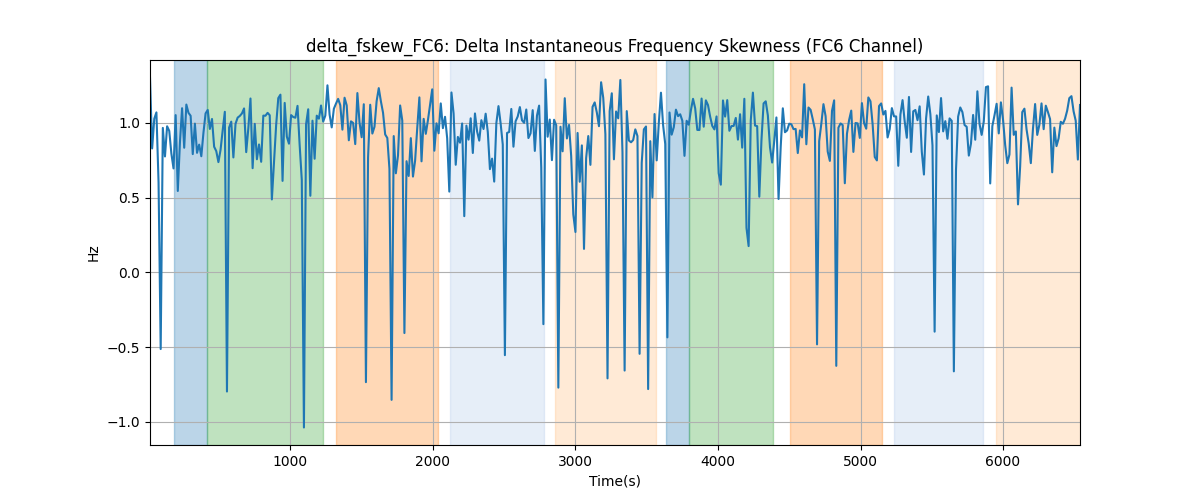 delta_fskew_FC6: Delta Instantaneous Frequency Skewness (FC6 Channel)
1.0
0.5
0.0
−0.5
−1.0
Hz
1000 2000 3000 4000 5000 6000
Time(s)